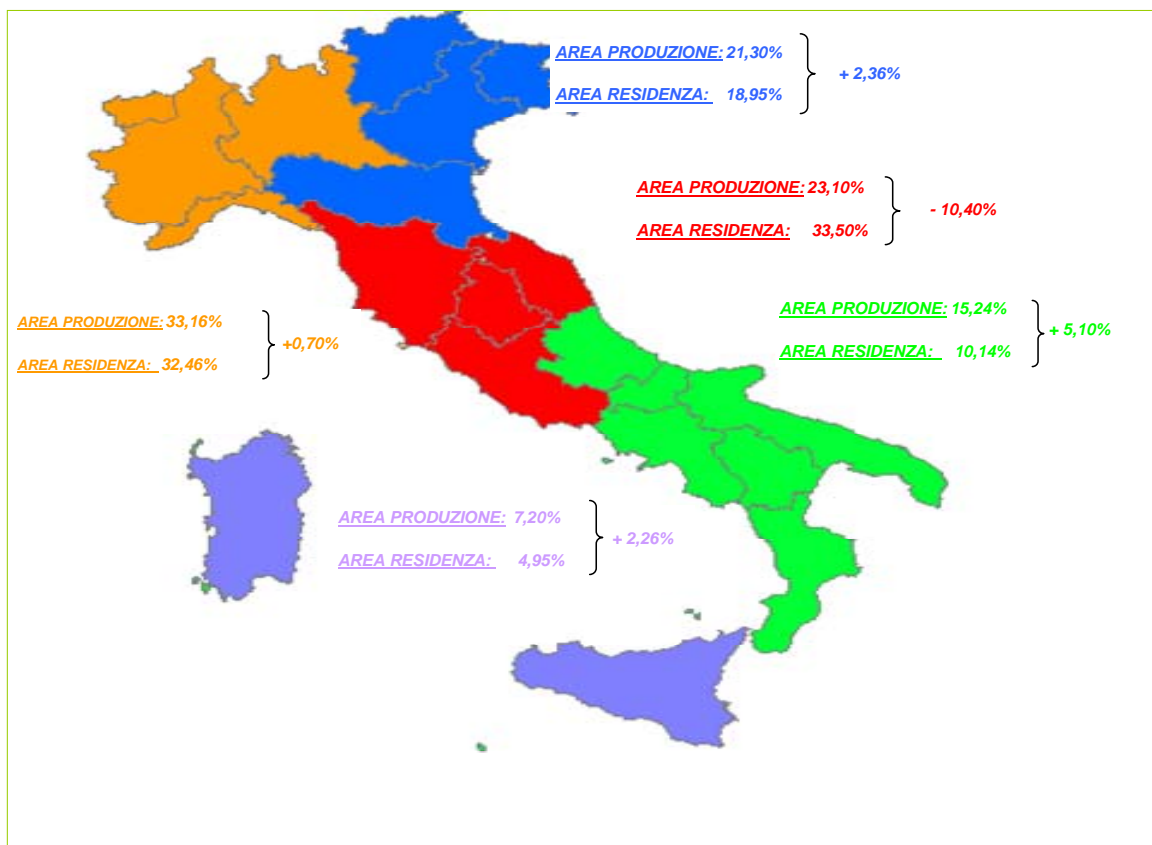 AREA PRODUZIONE: 21,30%
+ 2,36%
AREA RESIDENZA: 18,95%
AREA PRODUZIONE: 23,10%
- 10,40%
AREA RESIDENZA: 33,50%
AREA PRODUZIONE: 15,24%
+ 5,10%
AREA RESIDENZA: 10,14%
AREA PRODUZIONE: 33,16%
+0,70%
AREA RESIDENZA: 32,46%
AREA PRODUZIONE: 7,20%
+ 2,26%
AREA RESIDENZA: 4,95%